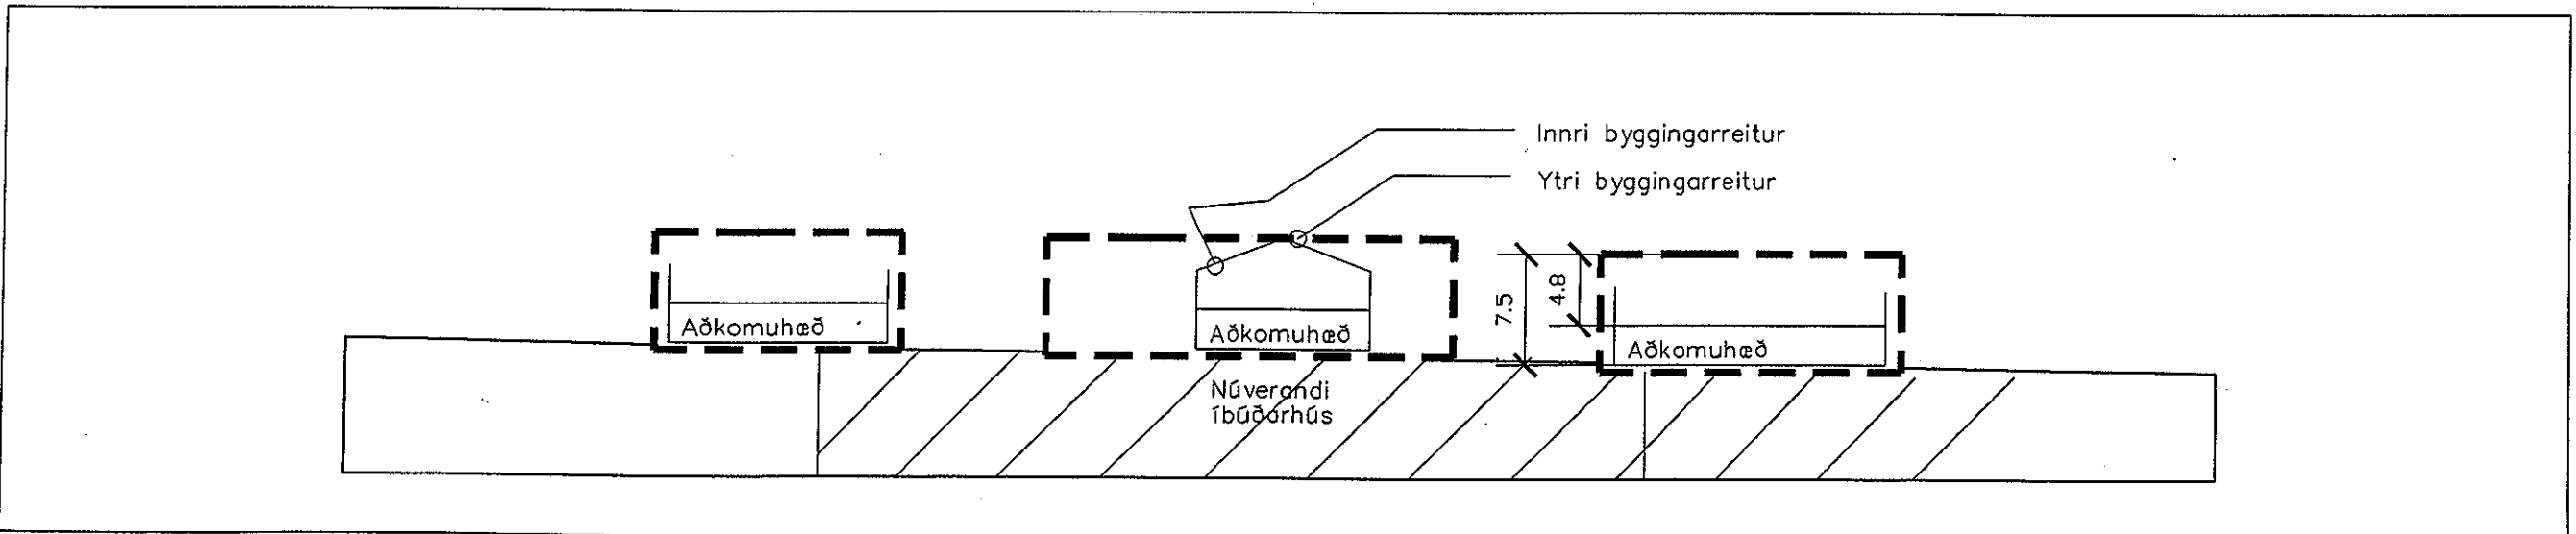 Innri byggingarreitur
Ytri byggingarreitur
Aðkomuhæð
Aðkomuhæð
7.5
4.8
Aðkomuhæð
Núverandi
íbúðarhús